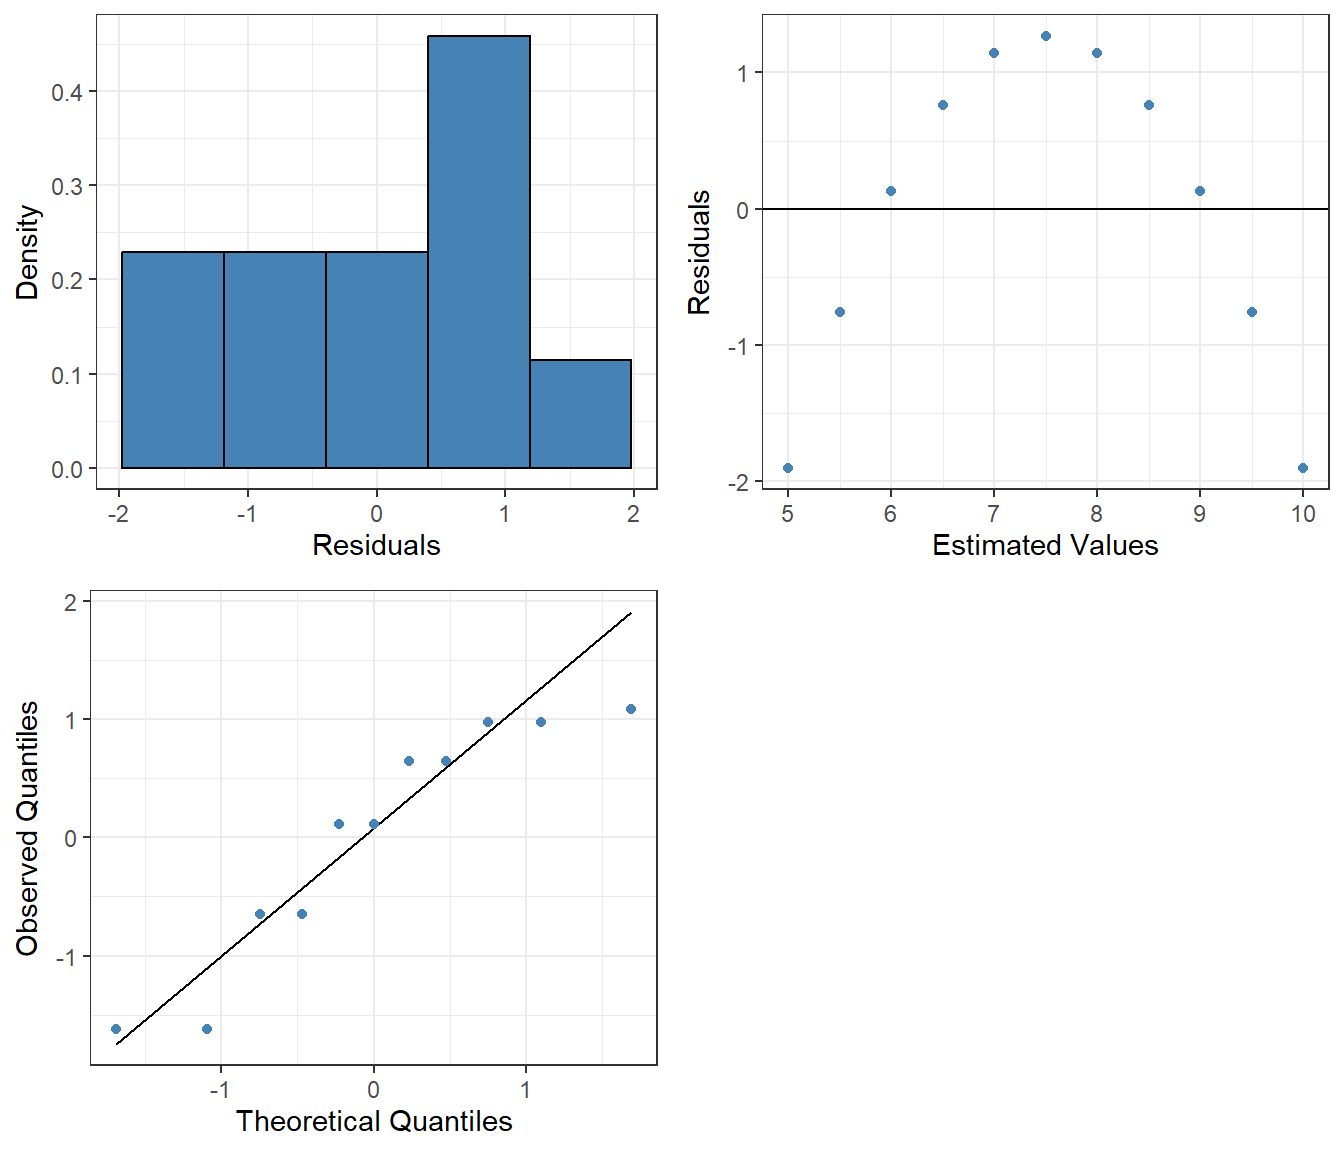 0.4
0.3
0.2
0.1
0.0
Density
-2 -1 0 1 2
Residuals
1
0
-1
-2
Residuals
5 6 7 8 9 10
Estimated Values
2
1
0
-1
Observed Quantiles
-1 0 1
Theoretical Quantiles